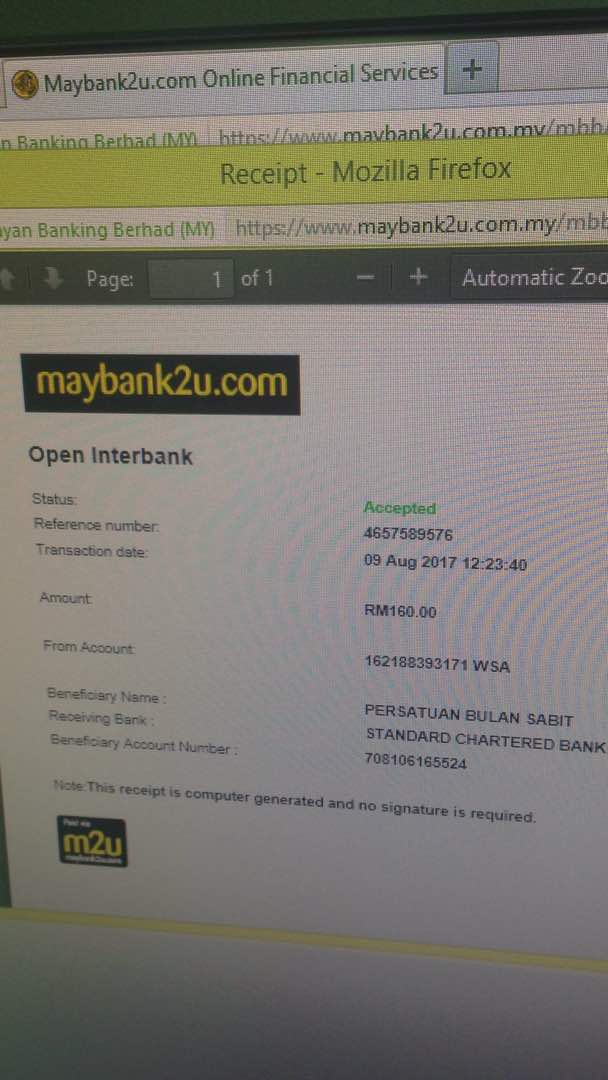 Maybank2u.com Online Financial Services +
n Banking Berhad (MY) https://www.maybank2u.com.my/mbb
Receipt - Mozilla Firefox
ayan Banking Berhad (MY) https://www.maybank2u.com.my/mbb
Page: 1 of 1 − + Automatic Zoo
maybank2u.com
Open Interbank
Status: Accepted
Reference number: 4657589576
Transaction date: 09 Aug 2017 12:23:40
Amount: RM160.00
From Account: 162188393171 WSA
Beneficiary Name : PERSATUAN BULAN SABIT
Receiving Bank : STANDARD CHARTERED BANK
Beneficiary Account Number : 708106165524
Note:This receipt is computer generated and no signature is required.
Paid via
m2u
maybank2u.com